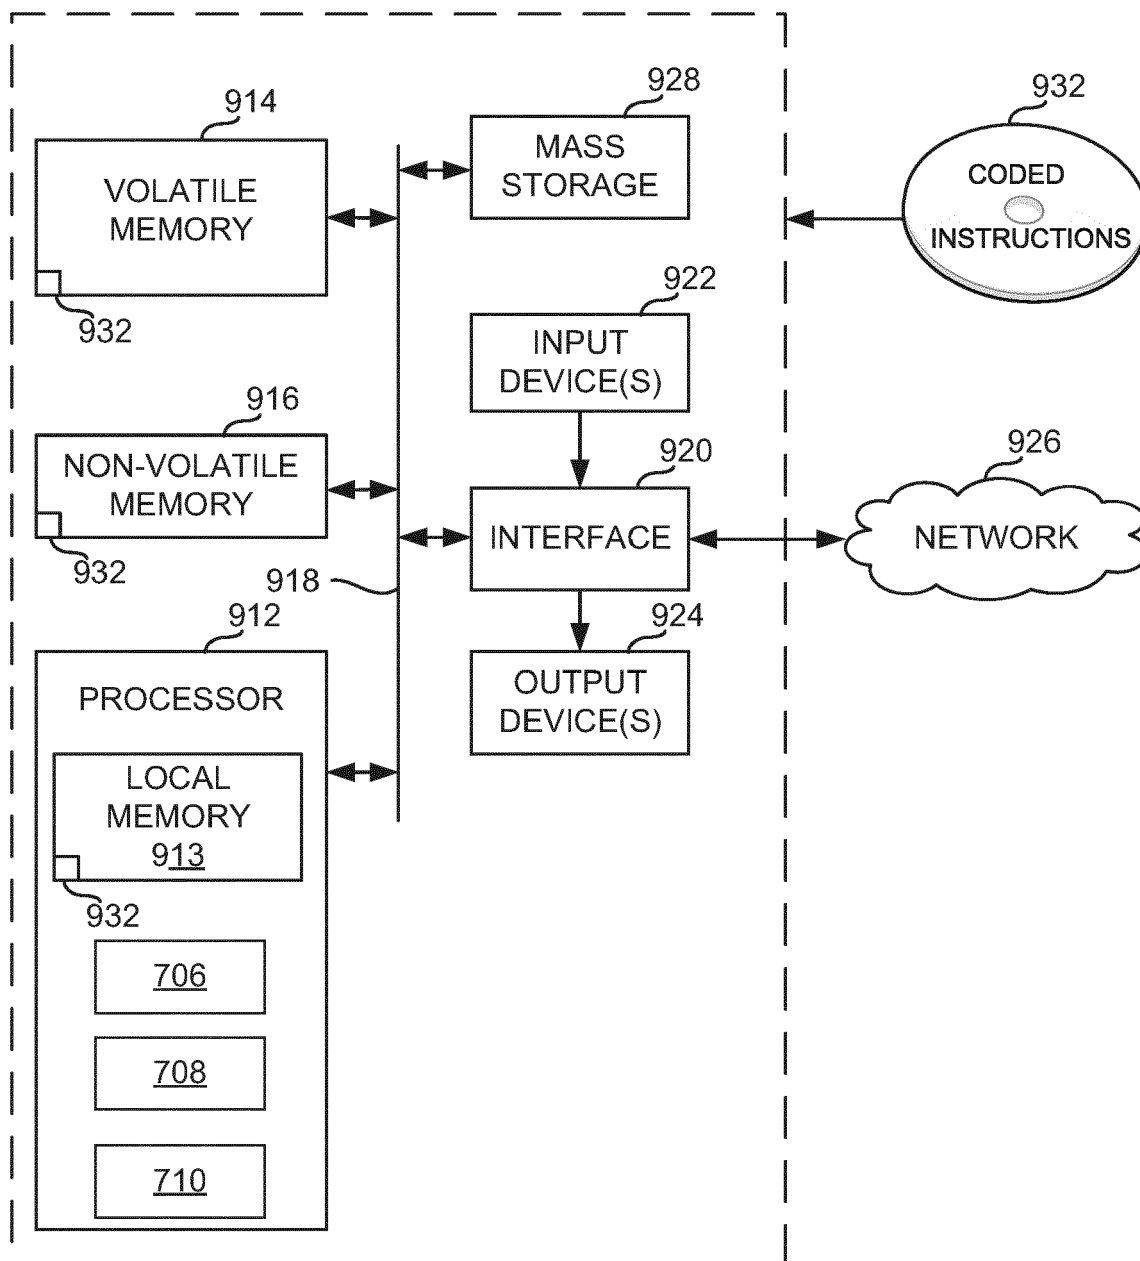 914
VOLATILE
MEMORY
932
928
MASS
STORAGE
932
CODED
INSTRUCTIONS
922
INPUT
DEVICE(S)
916
NON-VOLATILE
MEMORY
932
918
920
INTERFACE
926
NETWORK
912
PROCESSOR
LOCAL
MEMORY
913
932
706
708
710
924
OUTPUT
DEVICE(S)